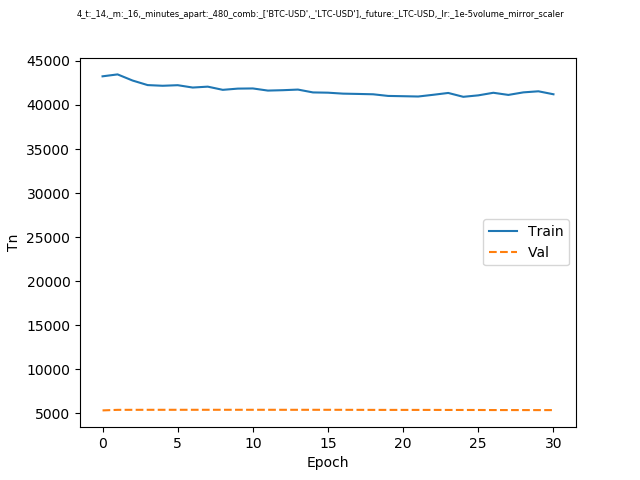 4_t:_14,_m:_16,_minutes_apart:_480_comb:_['BTC-USD',_'LTC-USD'],_future:_LTC-USD,_lr:_1e-5volume_mirror_scaler
45000
40000
35000
30000
25000
20000
15000
10000
5000
Tn
Train
Val
0 5 10 15 20 25 30
Epoch